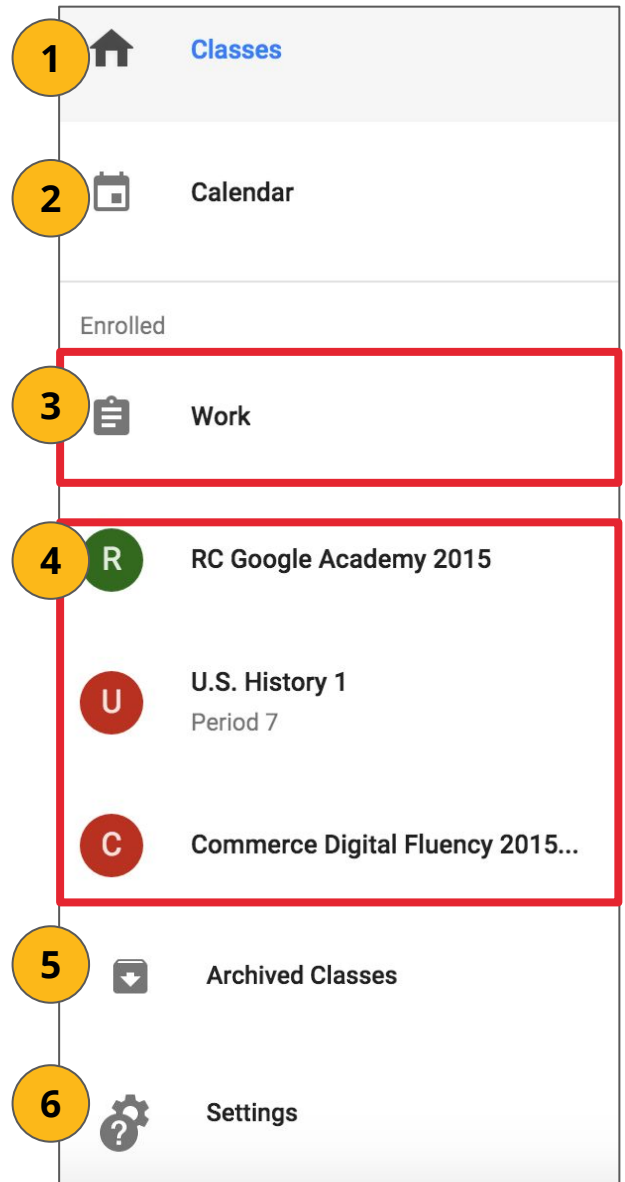 1 Classes
2 Calendar
Enrolled
3 Work
4 R RC Google Academy 2015
U U.S. History 1
Period 7
C Commerce Digital Fluency 2015...
5 Archived Classes
6 ? Settings